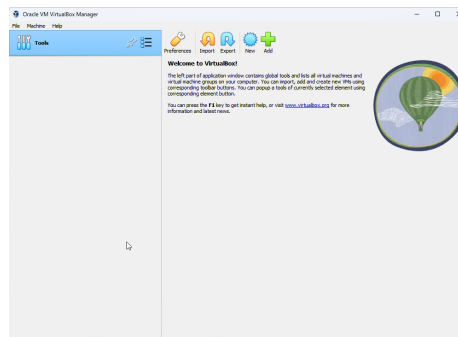 Oracle VM VirtualBox Manager
File Machine Help
Tools
Preferences Import Export New Add
Welcome to VirtualBox!
The left part of application window contains global tools and lists all virtual machines and
virtual machine groups on your computer. You can import, add and create new VMs using
corresponding toolbar buttons. You can popup a tools of currently selected element using
corresponding element button.
You can press the F1 key to get instant help, or visit www.virtualbox.org for more
information and latest news.